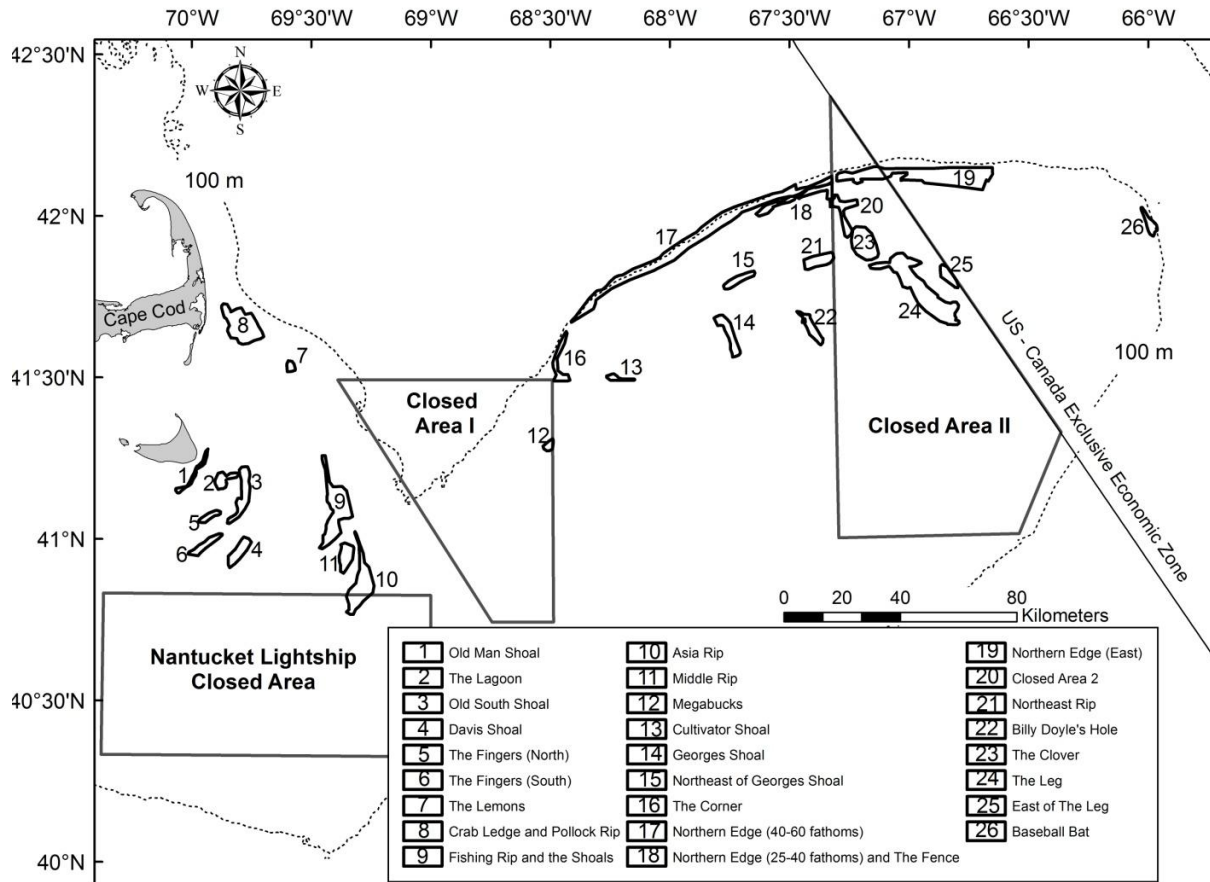 70°W 69°30'W 69°W 68°30'W 68°W 67°30'W 67°W 66°30'W 66°W
42°30'N
N
W E
S
100 m
19
20
18
42°N
26
17
23
21
15
25
Cape Cod
24
8
14
22
7
16
13
US - Canada Exclusive Economic Zone
100 m
41°30'N
Closed
Area I
12
Closed Area II
1
2
3
9
5
41°N
6
4
11
10
0 20 40 80
Kilometers
Nantucket Lightship
Closed Area
40°30'N
40°N
1 Old Man Shoal
2 The Lagoon
3 Old South Shoal
4 Davis Shoal
5 The Fingers (North)
6 The Fingers (South)
7 The Lemons
8 Crab Ledge and Pollock Rip
9 Fishing Rip and the Shoals
10 Asia Rip
11 Middle Rip
12 Megabucks
13 Cultivator Shoal
14 Georges Shoal
15 Northeast of Georges Shoal
16 The Corner
17 Northern Edge (40-60 fathoms)
18 Northern Edge (25-40 fathoms) and The Fence
19 Northern Edge (East)
20 Closed Area 2
21 Northeast Rip
22 Billy Doyle's Hole
23 The Clover
24 The Leg
25 East of The Leg
26 Baseball Bat